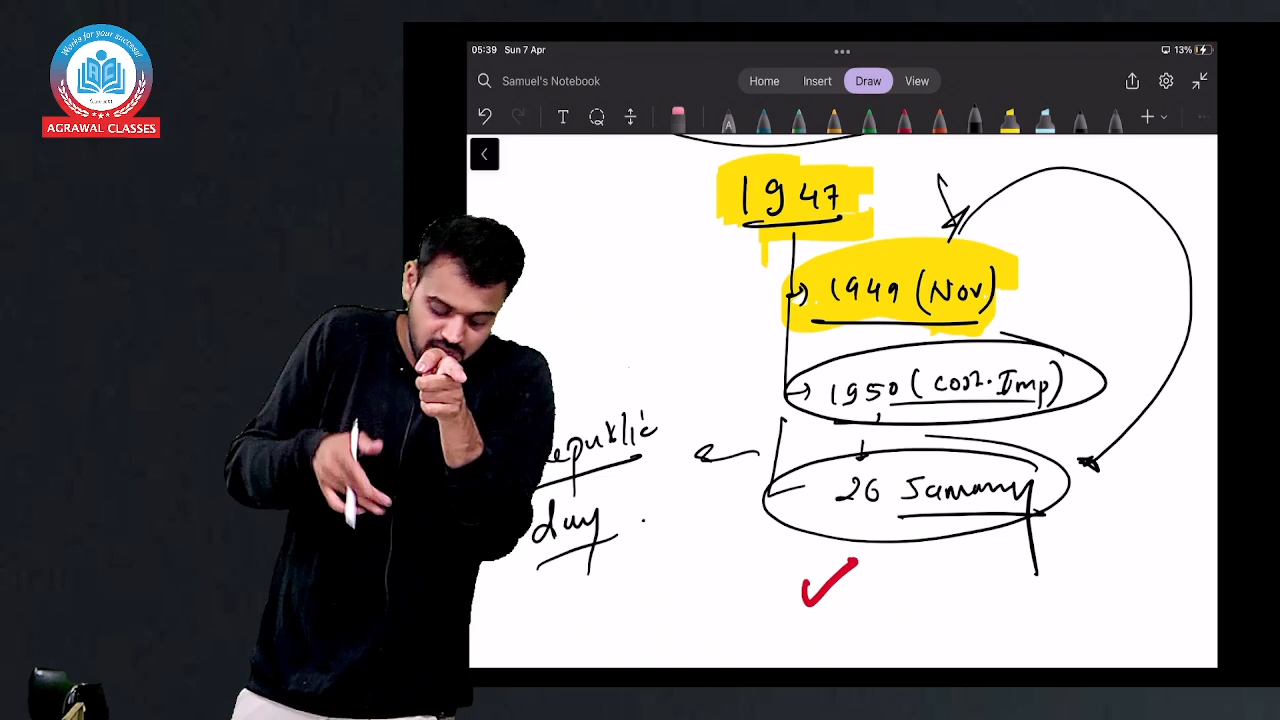 Works for your success!
AC
AGRAWAL CLASSES
05:39 Sun 7 Apr
13%
Samuel's Notebook
Home Insert Draw View
T
A
1947
1949 (Nov)
1950 (Imp)
26 January
epublic
day